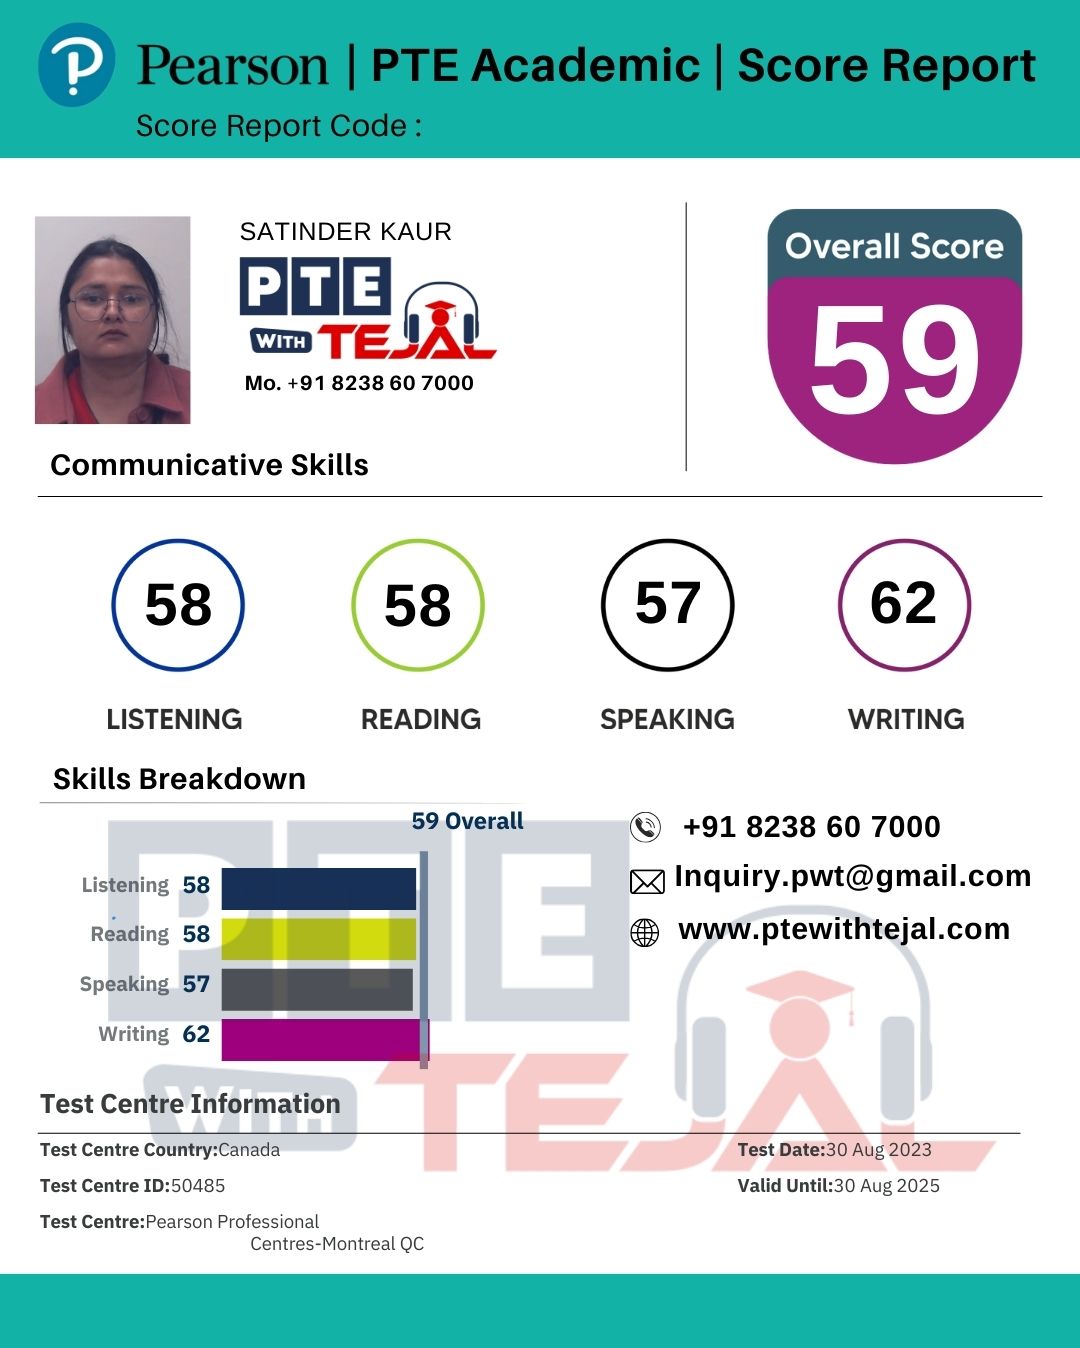 Pearson | PTE Academic | Score Report
Score Report Code :
SATINDER KAUR
PTE
WITH TEJAL
Mo. +91 8238 60 7000
Overall Score
59
Communicative Skills
58 58 57 62
LISTENING READING SPEAKING WRITING
Skills Breakdown
59 Overall
Listening 58
Reading 58
Speaking 57
Writing 62
+91 8238 60 7000
Inquiry.pwt@gmail.com
www.ptewithtejal.com
PTE
WITH TEJAL
Test Centre Information
Test Centre Country:Canada
Test Centre ID:50485
Test Centre:Pearson Professional
Centres-Montreal QC
Test Date:30 Aug 2023
Valid Until:30 Aug 2025